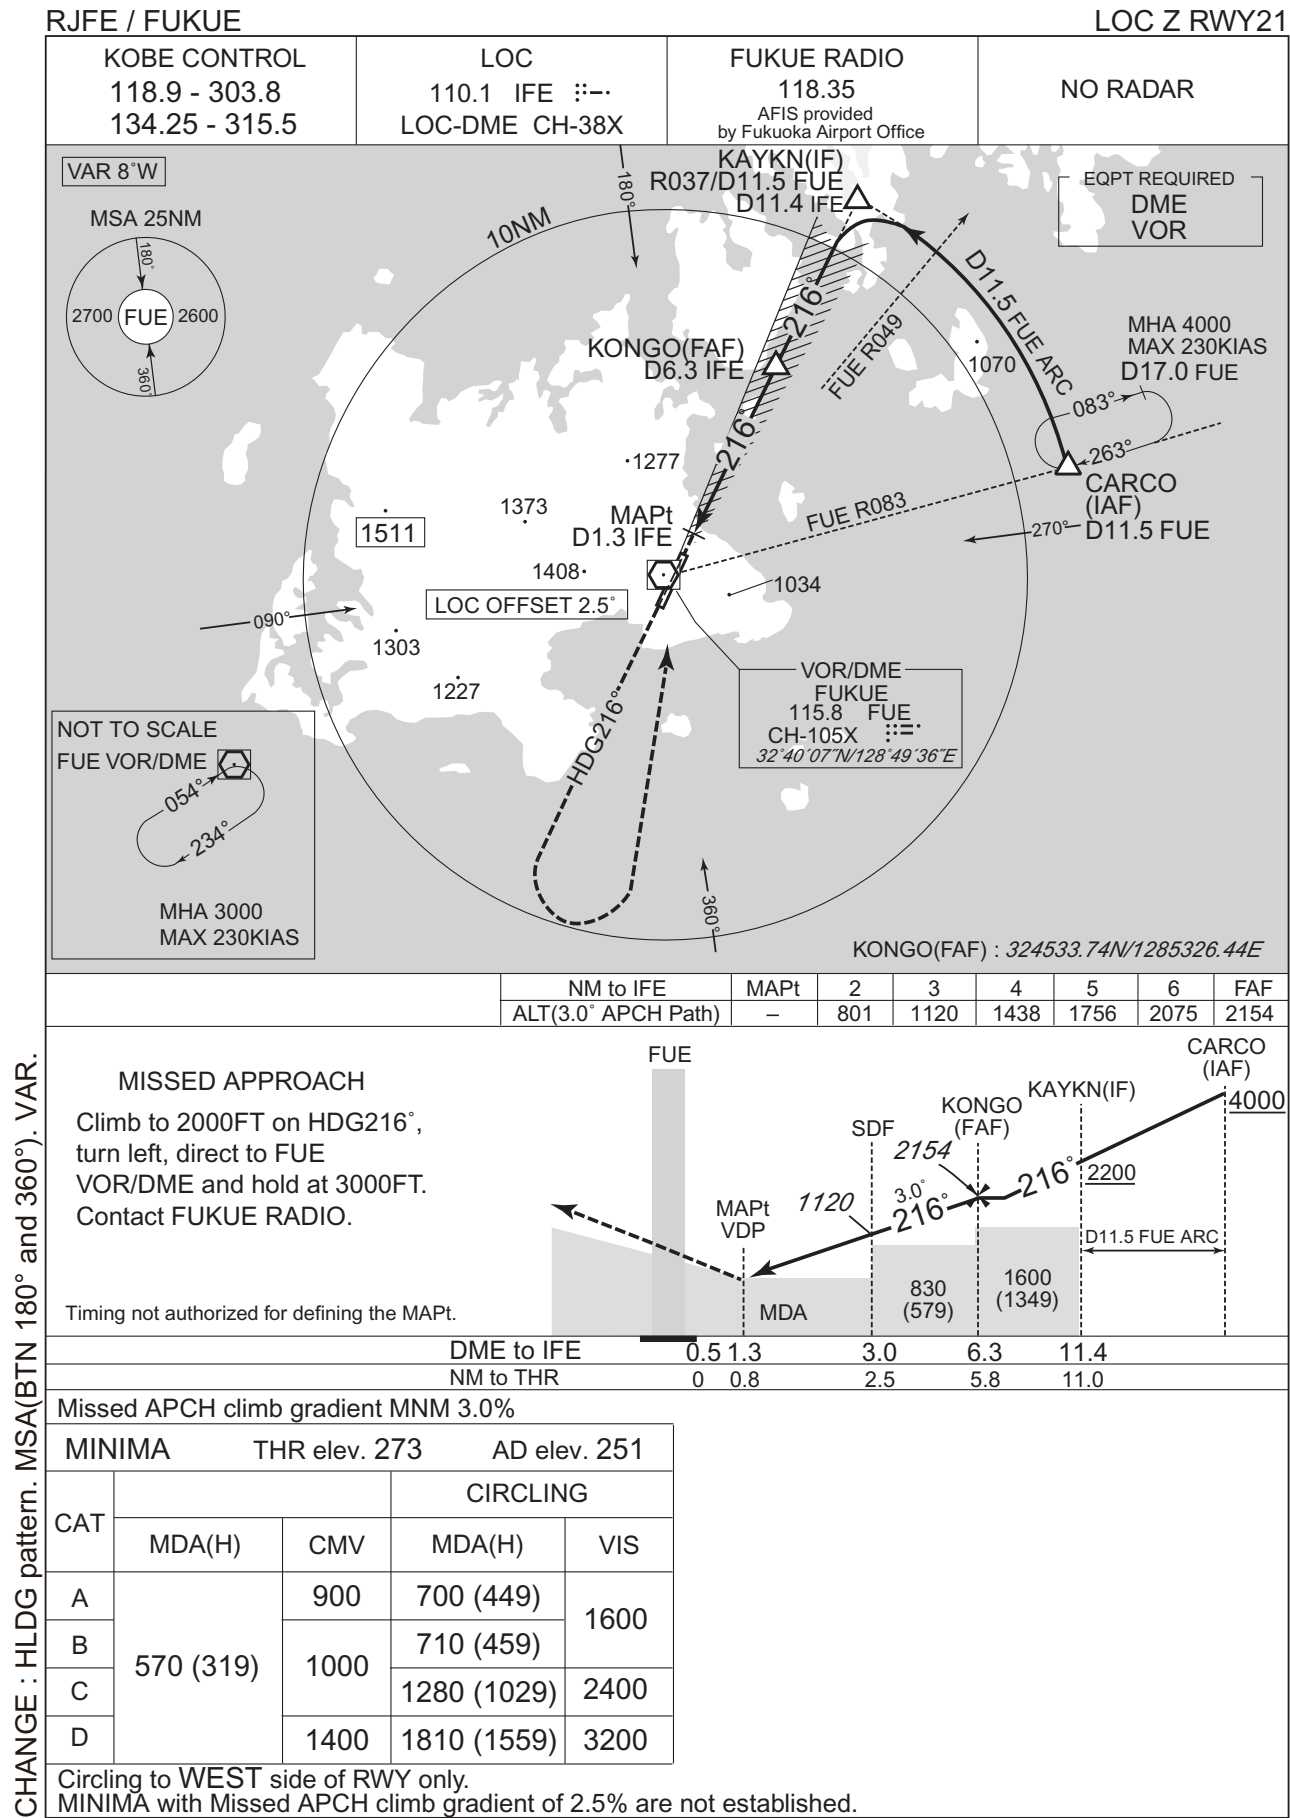 RJFE / FUKUE
LOC Z RWY21
KOBE CONTROL
118.9 - 303.8
134.25 - 315.5
LOC
110.1 IFE
LOC-DME CH-38X
FUKUE RADIO
118.35
AFIS provided
by Fukuoka Airport Office
NO RADAR
VAR 8°W
MSA 25NM
180°
2700
FUE
2600
360°
10NM
180°
KAYKN(IF)
R037/D11.5 FUE
D11.4 IFE
EQPT REQUIRED
DME
VOR
216°
D11.5 FUE ARC
FUE R049
KONGO(FAF)
D6.3 IFE
1070
MHA 4000
MAX 230KIAS
D17.0 FUE
083°
263°
216°
CARCO
(IAF)
D11.5 FUE
270°
FUE R083
1277
1373
1511
MAPt
D1.3 IFE
1408
LOC OFFSET 2.5°
1034
090°
1303
1227
VOR/DME
FUKUE
115.8 FUE
CH-105X
32°40´07˝N/128°49´36˝E
HDG216°
NOT TO SCALE
FUE VOR/DME
054°
234°
MHA 3000
MAX 230KIAS
360°
KONGO(FAF) : 324533.74N/1285326.44E
NM to IFE MAPt 2 3 4 5 6 FAF
ALT(3.0° APCH Path) – 801 1120 1438 1756 2075 2154
MISSED APPROACH
Climb to 2000FT on HDG216°,
turn left, direct to FUE
VOR/DME and hold at 3000FT.
Contact FUKUE RADIO.
Timing not authorized for defining the MAPt.
FUE
CARCO
(IAF)
4000
KAYKN(IF)
2200
KONGO
(FAF)
2154
SDF
1120
3.0°
216°
216°
MAPt
VDP
D11.5 FUE ARC
MDA
830
(579)
1600
(1349)
DME to IFE 0.5 1.3 3.0 6.3 11.4
NM to THR 0 0.8 2.5 5.8 11.0
Missed APCH climb gradient MNM 3.0%
MINIMA THR elev. 273 AD elev. 251
CAT
CIRCLING
MDA(H) CMV MDA(H) VIS
A 570 (319) 900 700 (449) 1600
B 1000 710 (459)
C 1280 (1029) 2400
D 1400 1810 (1559) 3200
Circling to WEST side of RWY only.
MINIMA with Missed APCH climb gradient of 2.5% are not established.
CHANGE : HLDG pattern. MSA(BTN 180° and 360°). VAR.